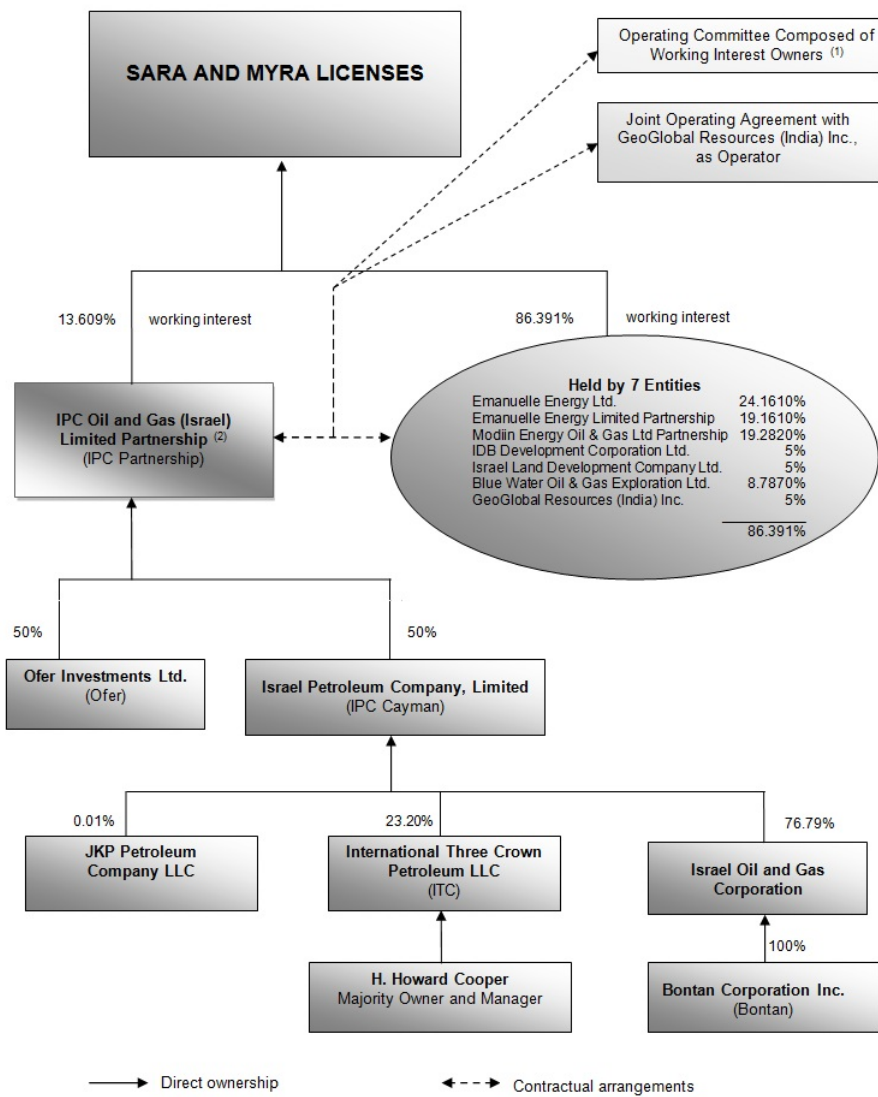 SARA AND MYRA LICENSES
Operating Committee Composed of
Working Interest Owners (1)
Joint Operating Agreement with
GeoGlobal Resources (India) Inc.,
as Operator
13.609% working interest
86.391% working interest
IPC Oil and Gas (Israel)
Limited Partnership (2)
(IPC Partnership)
Held by 7 Entities
Emanuelle Energy Ltd. 24.1610%
Emanuelle Energy Limited Partnership 19.1610%
Modiin Energy Oil & Gas Ltd Partnership 19.2820%
IDB Development Corporation Ltd. 5%
Israel Land Development Company Ltd. 5%
Blue Water Oil & Gas Exploration Ltd. 8.7870%
GeoGlobal Resources (India) Inc. 5%
86.391%
50%
50%
Ofer Investments Ltd.
(Ofer)
Israel Petroleum Company, Limited
(IPC Cayman)
0.01%
23.20%
76.79%
JKP Petroleum
Company LLC
International Three Crown
Petroleum LLC
(ITC)
Israel Oil and Gas
Corporation
100%
H. Howard Cooper
Majority Owner and Manager
Bontan Corporation Inc.
(Bontan)
Direct ownership
Contractual arrangements